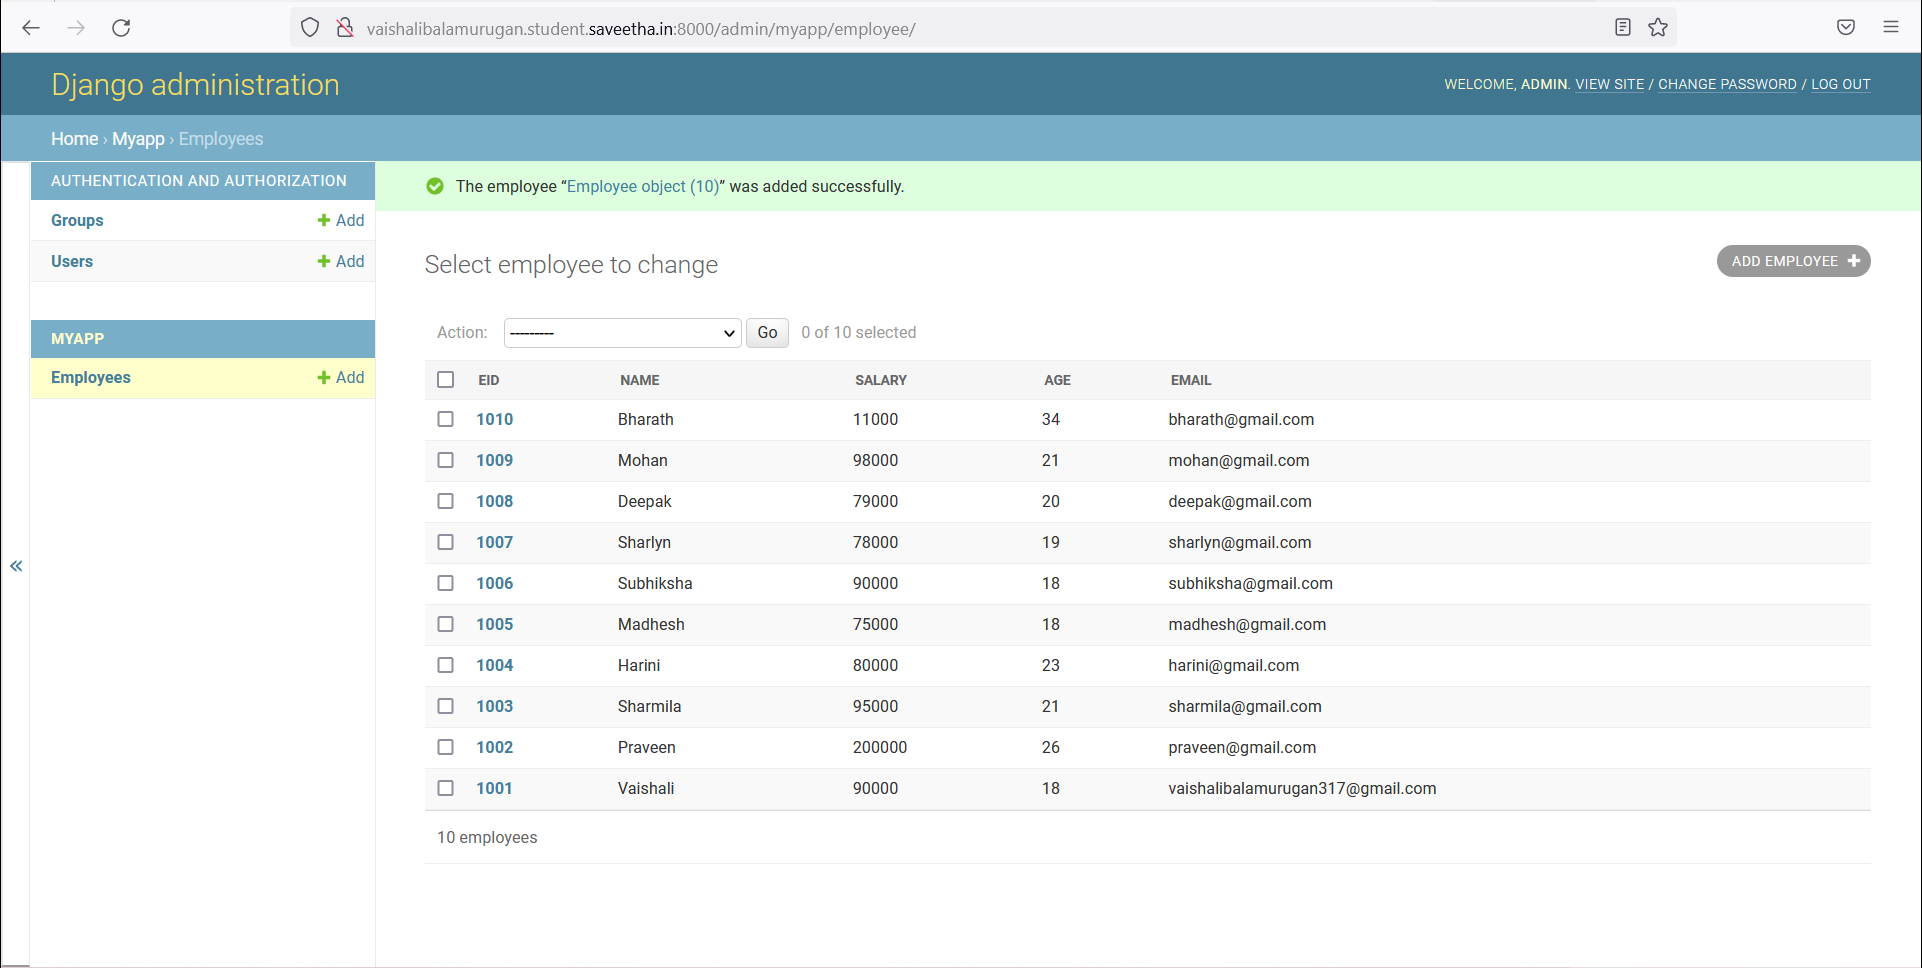 vaishalibalamurugan.student.saveetha.in:8000/admin/myapp/employee/
Django administration
WELCOME, ADMIN. VIEW SITE / CHANGE PASSWORD / LOG OUT
Home › Myapp › Employees
AUTHENTICATION AND AUTHORIZATION
Groups Add
Users Add
MYAPP
Employees Add
«
The employee “Employee object (10)” was added successfully.
Select employee to change
ADD EMPLOYEE
Action: --------- Go 0 of 10 selected
EID NAME SALARY AGE EMAIL
1010 Bharath 11000 34 bharath@gmail.com
1009 Mohan 98000 21 mohan@gmail.com
1008 Deepak 79000 20 deepak@gmail.com
1007 Sharlyn 78000 19 sharlyn@gmail.com
1006 Subhiksha 90000 18 subhiksha@gmail.com
1005 Madhesh 75000 18 madhesh@gmail.com
1004 Harini 80000 23 harini@gmail.com
1003 Sharmila 95000 21 sharmila@gmail.com
1002 Praveen 200000 26 praveen@gmail.com
1001 Vaishali 90000 18 vaishalibalamurugan317@gmail.com
10 employees